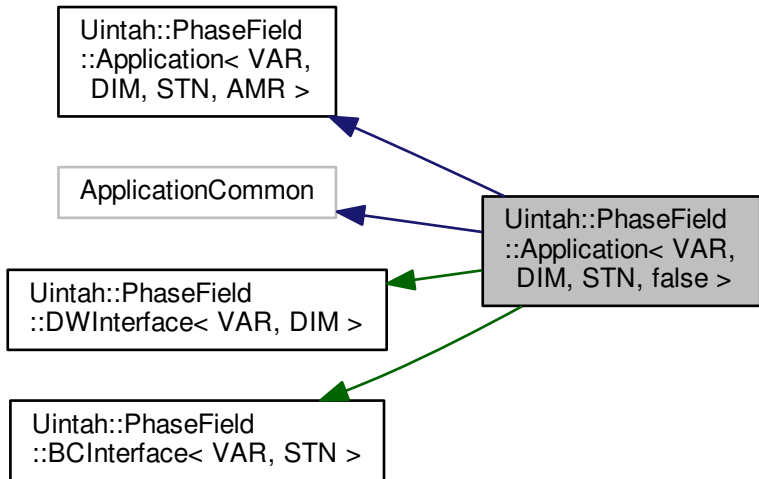 Uintah::PhaseField
::Application< VAR,
DIM, STN, AMR >
ApplicationCommon
Uintah::PhaseField
::Application< VAR,
DIM, STN, false >
Uintah::PhaseField
::DWInterface< VAR, DIM >
Uintah::PhaseField
::BCInterface< VAR, STN >